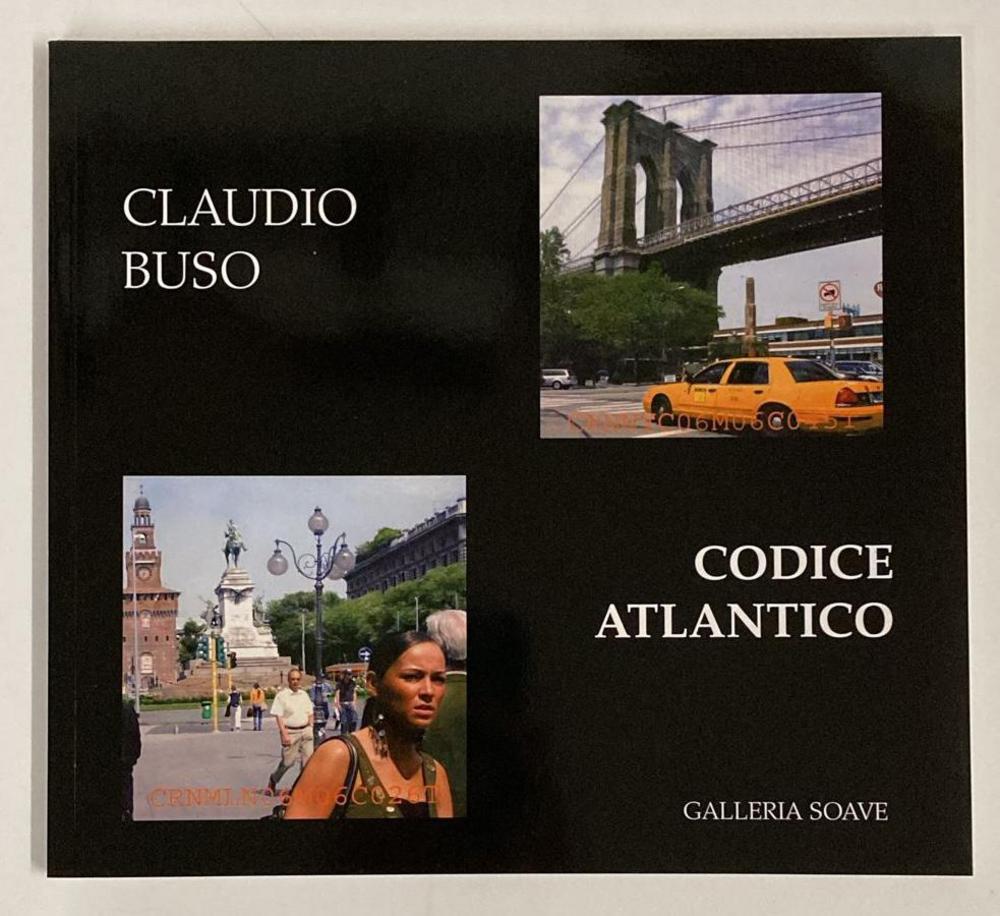 CLAUDIO
BUSO
CODICE
ATLANTICO
GALLERIA SOAVE